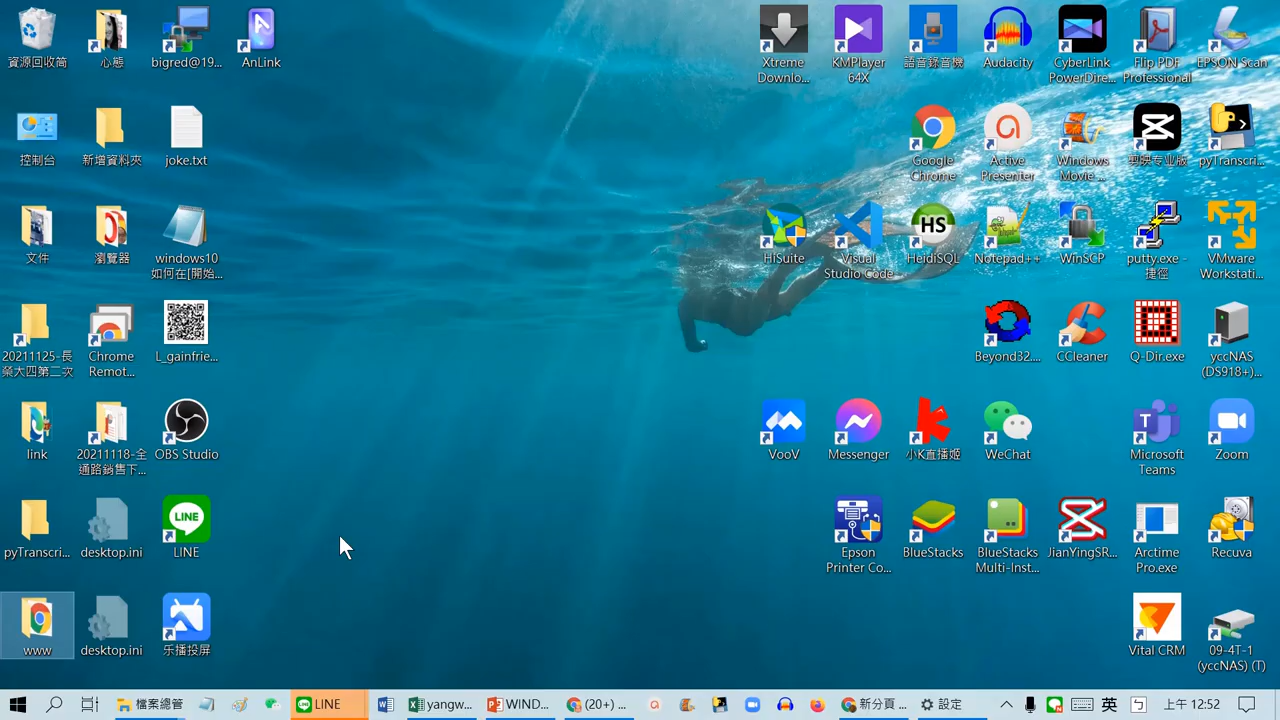 資源回收筒
心態
bigred@19...
AnLink
Xtreme
Downlo...
KMPlayer
64X
語音錄音機
Audacity
CyberLink
PowerDire...
Flip PDF
Professional
EPSON Scan
控制台
新增資料夾
joke.txt
Google
Chrome
Active
Presenter
Windows
Movie ...
剪映专业版
pyTranscri...
文件
瀏覽器
windows10
如何在[開始...
HiSuite
Visual
Studio Code
HeidiSQL
Notepad++
WinSCP
putty.exe -
捷徑
VMware
Workstati...
20211125-長
榮大四第二次
Chrome
Remot...
L_gainfrie...
Beyond32....
CCleaner
Q-Dir.exe
yccNAS
(DS918+)...
link
20211118-全
通路銷售下...
OBS Studio
VooV
Messenger
小K直播姬
WeChat
Microsoft
Teams
Zoom
pyTranscri...
desktop.ini
LINE
LINE
Epson
Printer Co...
BlueStacks
BlueStacks
Multi-Inst...
JianYingSR...
Arctime
Pro.exe
Recuva
www
desktop.ini
乐播投屏
Vital CRM
09-4T-1
(yccNAS) (T)
檔案總管
LINE
yangw...
WIND...
(20+) ...
新分頁 ...
設定
英
ㄅ
上午 12:52